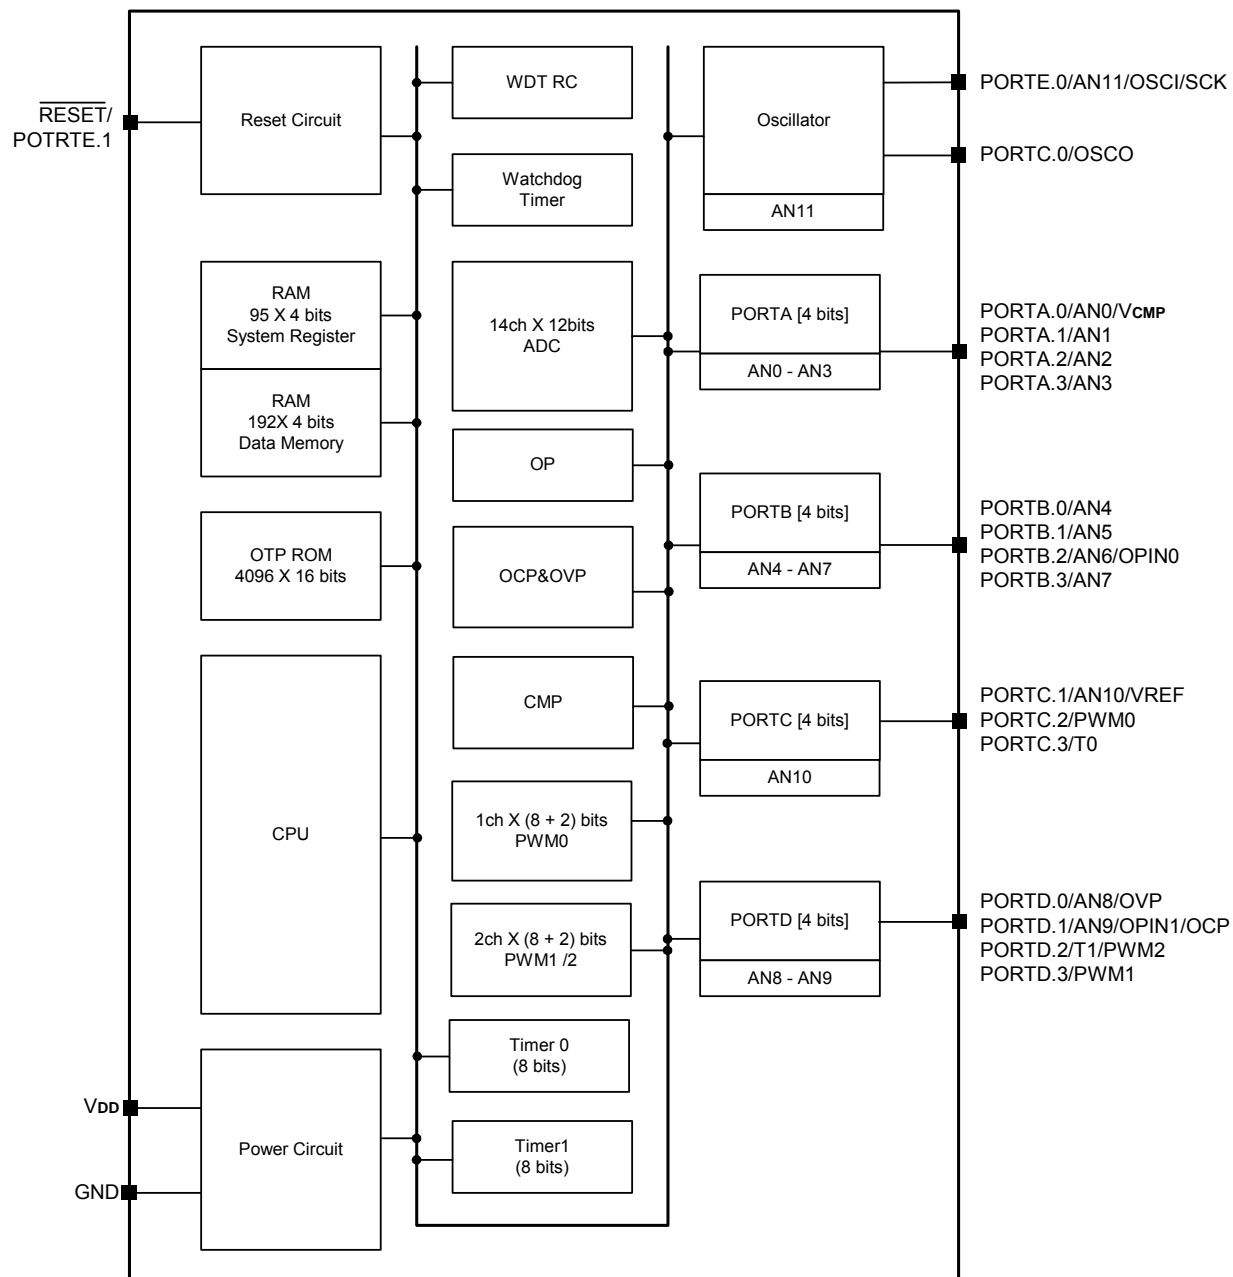 RESET/
POTRTE.1
Reset Circuit
RAM
95 X 4 bits
System Register
RAM
192X 4 bits
Data Memory
OTP ROM
4096 X 16 bits
CPU
VDD
GND
Power Circuit
WDT RC
Watchdog
Timer
14ch X 12bits
ADC
OP
OCP&OVP
CMP
1ch X (8 + 2) bits
PWM0
2ch X (8 + 2) bits
PWM1 /2
Timer 0
(8 bits)
Timer1
(8 bits)
Oscillator
AN11
PORTA [4 bits]
AN0 - AN3
PORTB [4 bits]
AN4 - AN7
PORTC [4 bits]
AN10
PORTD [4 bits]
AN8 - AN9
PORTE.0/AN11/OSCI/SCK
PORTC.0/OSCO
PORTA.0/AN0/VCMP
PORTA.1/AN1
PORTA.2/AN2
PORTA.3/AN3
PORTB.0/AN4
PORTB.1/AN5
PORTB.2/AN6/OPIN0
PORTB.3/AN7
PORTC.1/AN10/VREF
PORTC.2/PWM0
PORTC.3/T0
PORTD.0/AN8/OVP
PORTD.1/AN9/OPIN1/OCP
PORTD.2/T1/PWM2
PORTD.3/PWM1